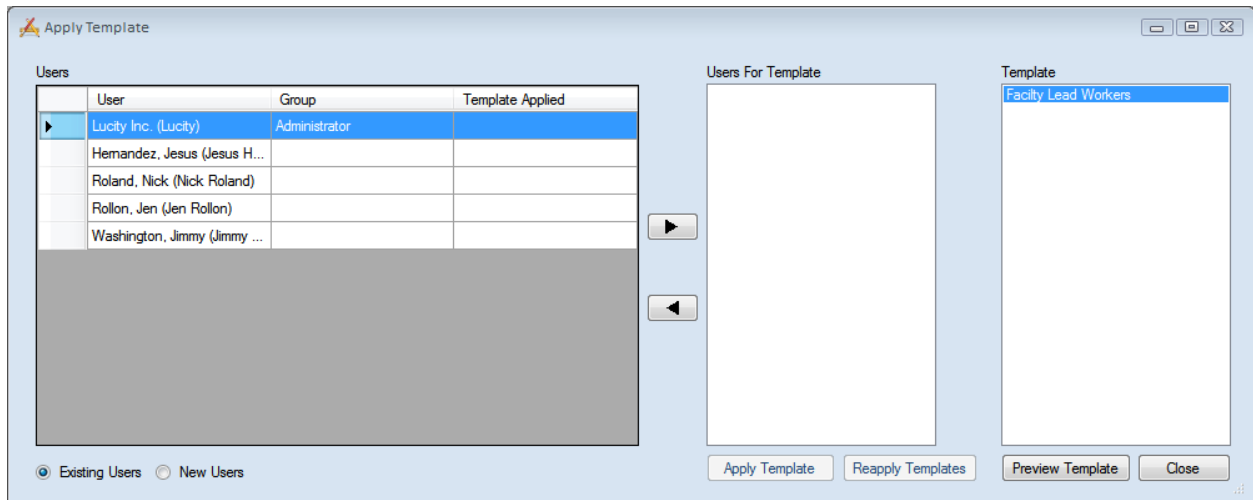 Apply Template
Users
Users For Template
Template
User Group Template Applied
Facilty Lead Workers
Lucity Inc. (Lucity) Administrator
Hernandez, Jesus (Jesus H...
Roland, Nick (Nick Roland)
Rollon, Jen (Jen Rollon)
Washington, Jimmy (Jimmy ...
Existing Users New Users
Apply Template Reapply Templates Preview Template Close